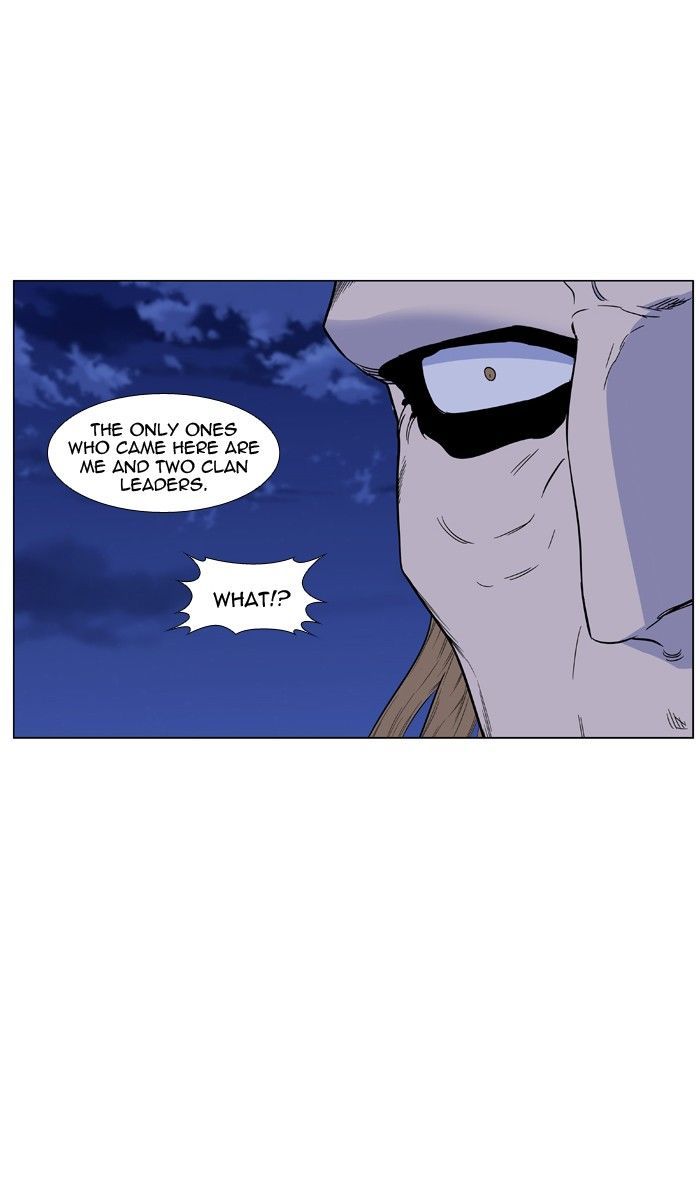 THE ONLY ONES
WHO CAME HERE ARE
ME AND TWO CLAN
LEADERS.
WHAT!?